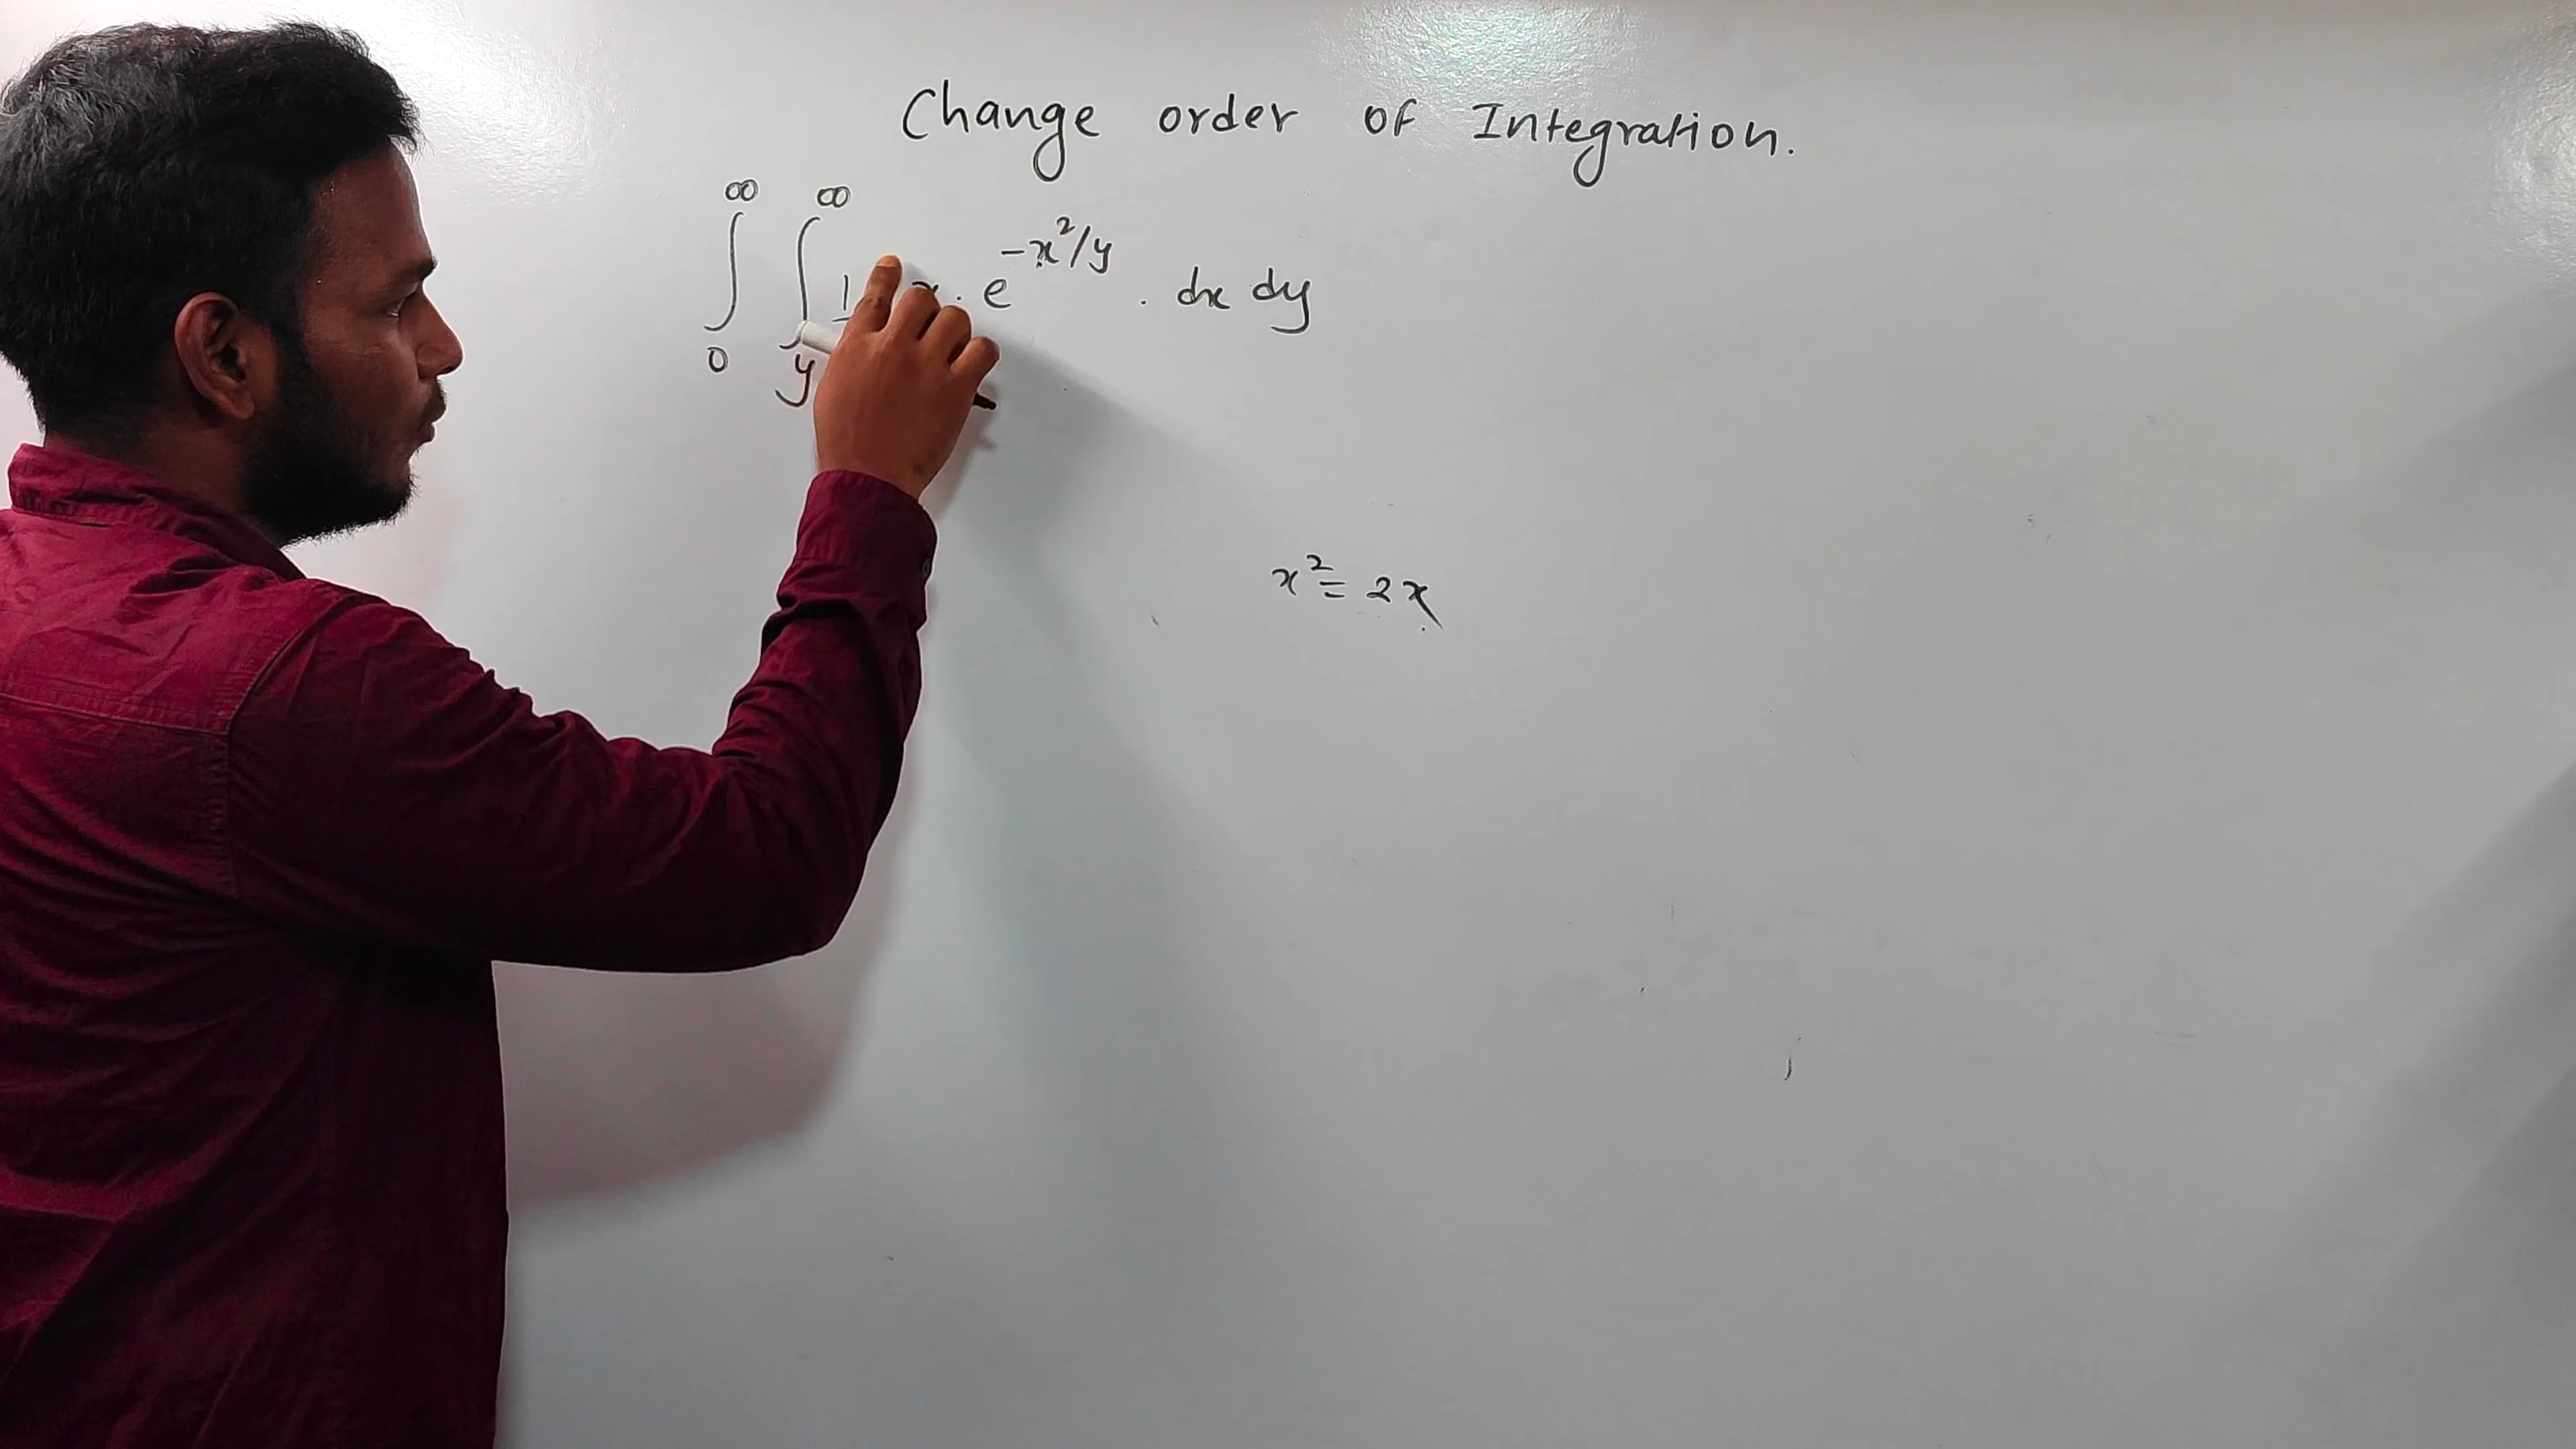 Change order of Integration.
∞ ∞
∫ ∫ 1 x · e^{-x²/y} · dx dy
0 y
x² = 2x